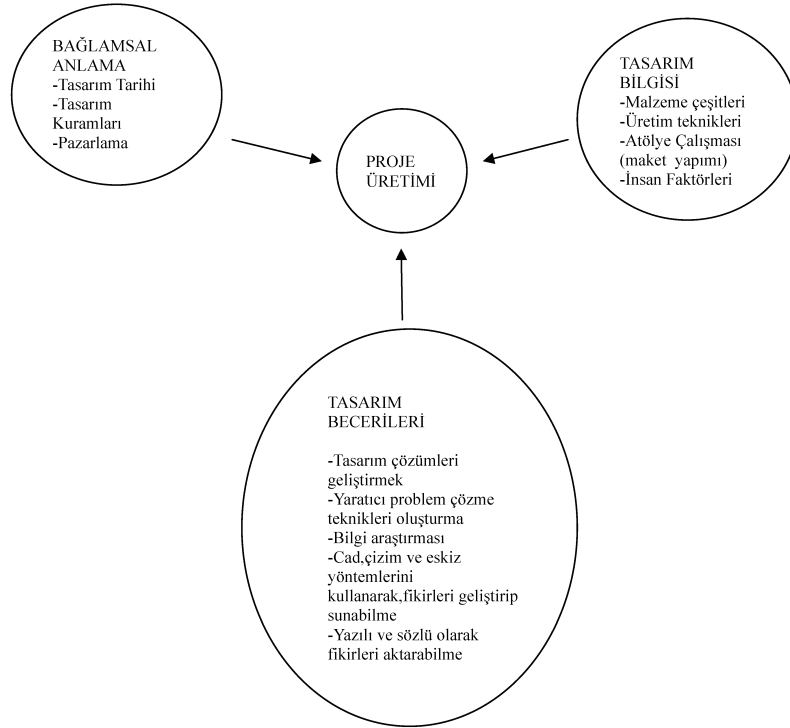 BAĞLAMSAL
ANLAMA
-Tasarım Tarihi
-Tasarım
Kuramları
-Pazarlama
TASARIM
BİLGİSİ
-Malzeme çeşitleri
-Üretim teknikleri
-Atölye Çalışması
(maket yapımı)
-İnsan Faktörleri
PROJE
ÜRETİMİ
TASARIM
BECERİLERİ
-Tasarım çözümleri
geliştirmek
-Yaratıcı problem çözme
teknikleri oluşturma
-Bilgi araştırması
-Cad,çizim ve eskiz
yöntemlerini
kullanarak,fikirleri geliştirip
sunabilme
-Yazılı ve sözlü olarak
fikirleri aktarabilme